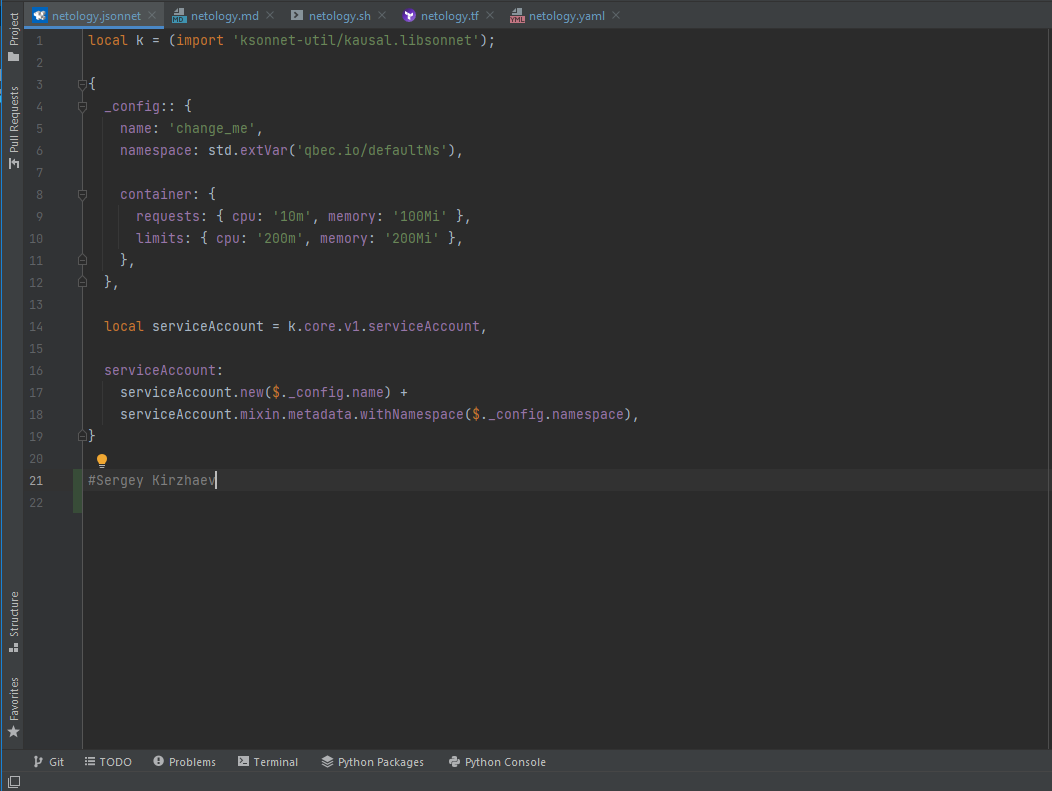 netology.jsonnet netology.md netology.sh netology.tf netology.yaml
Project
Pull Requests
1 local k = (import 'ksonnet-util/kausal.libsonnet');
2
3 {
4   _config:: {
5     name: 'change_me',
6     namespace: std.extVar('qbec.io/defaultNs'),
7
8     container: {
9       requests: { cpu: '10m', memory: '100Mi' },
10       limits: { cpu: '200m', memory: '200Mi' },
11     },
12   },
13
14   local serviceAccount = k.core.v1.serviceAccount,
15
16   serviceAccount:
17     serviceAccount.new($._config.name) +
18     serviceAccount.mixin.metadata.withNamespace($._config.namespace),
19 }
20
21 #Sergey Kirzhaev
22
Structure
Favorites
Git TODO Problems Terminal Python Packages Python Console